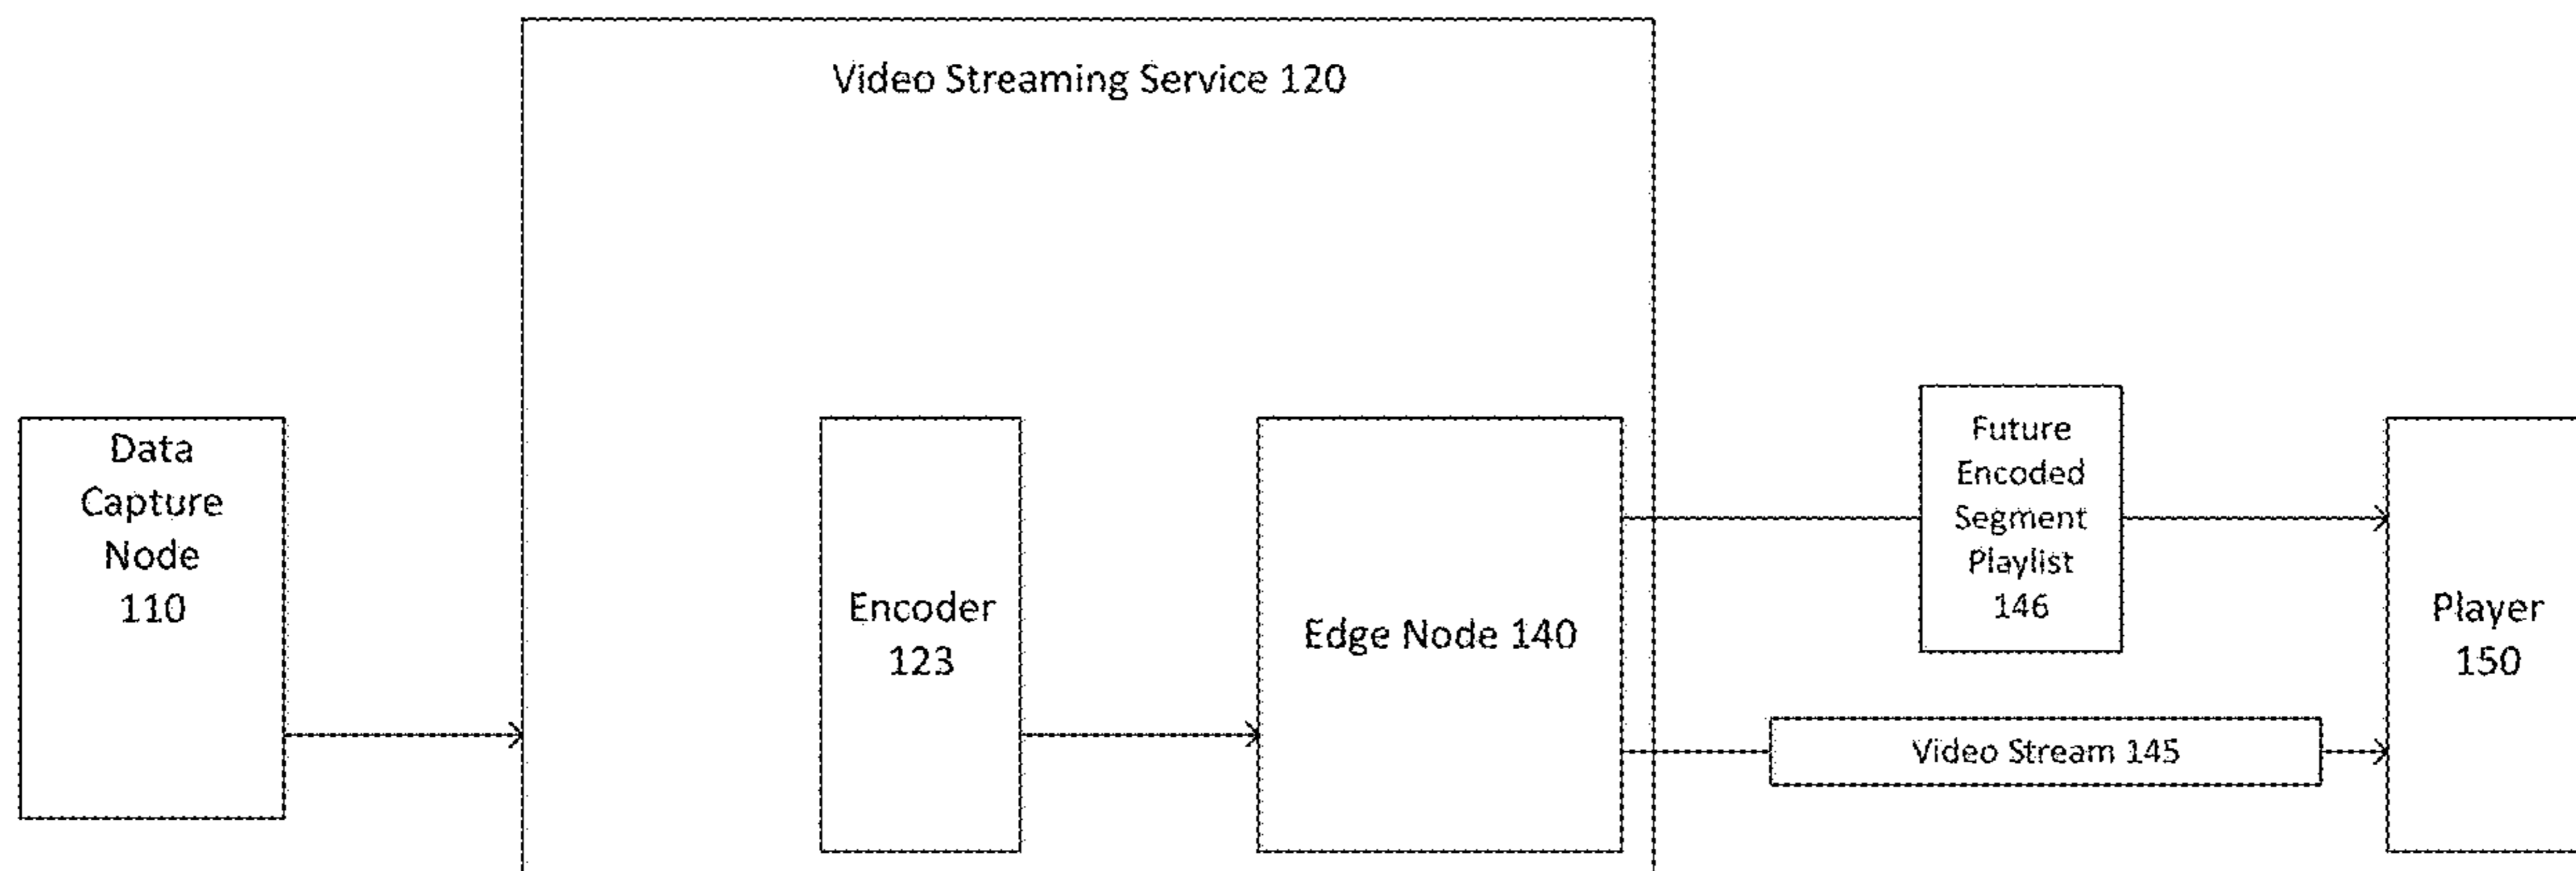 Video Streaming Service 120
Data
Capture
Node
110
Encoder
123
Edge Node 140
Future
Encoded
Segment
Playlist
146
Video Stream 145
Player
150